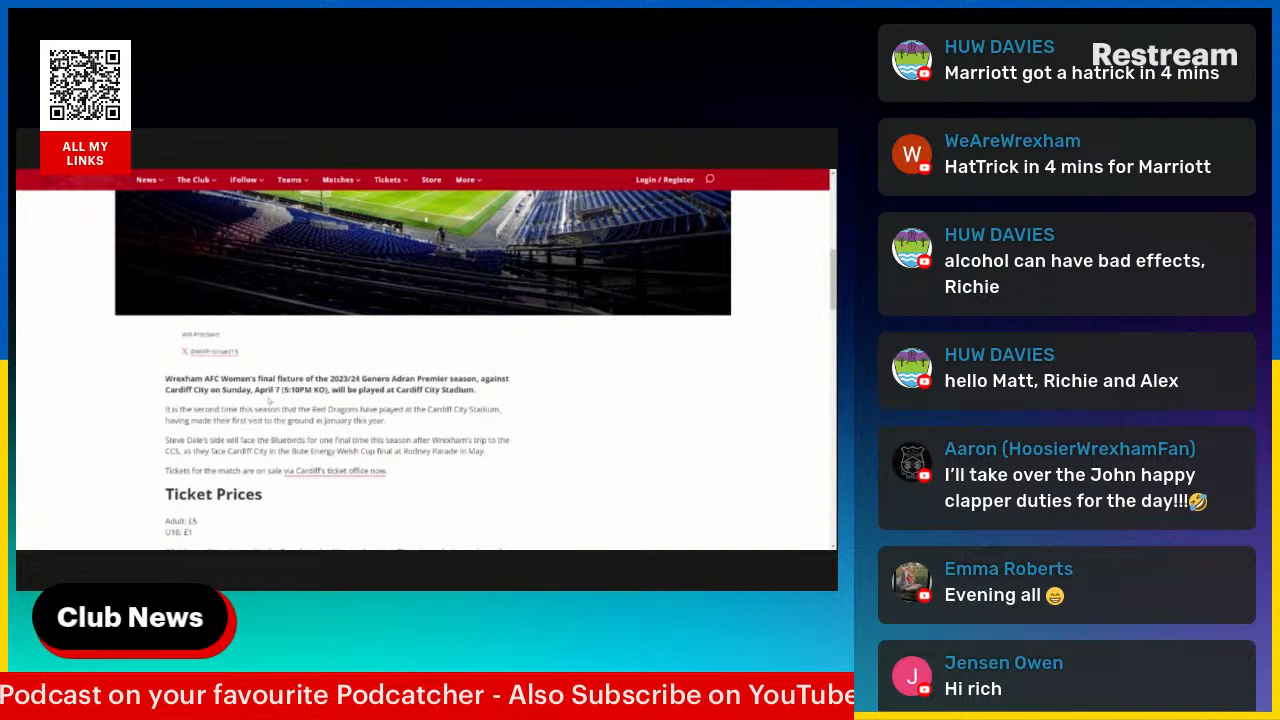 ALL MY
LINKS
News
The Club
iFollow
Teams
Matches
Tickets
Store
More
Login / Register
Will Pritchard
@WillPritchard19
Wrexham AFC Women's final fixture of the 2023/24 Genero Adran Premier season, against
Cardiff City on Sunday, April 7 (5:10PM KO), will be played at Cardiff City Stadium.
It is the second time this season that the Red Dragons have played at the Cardiff City Stadium,
having made their first visit to the ground in January this year.
Steve Dale's side will face the Bluebirds for one final time this season after Wrexham's trip to the
CCS, as they face Cardiff City in the Bute Energy Welsh Cup final at Rodney Parade in May.
Tickets for the match are on sale via Cardiff's ticket office now.
Ticket Prices
Adult: £5
U16: £1
Club News
Podcast on your favourite Podcatcher - Also Subscribe on YouTube
Restream
HUW DAVIES
Marriott got a hatrick in 4 mins
W
WeAreWrexham
HatTrick in 4 mins for Marriott
HUW DAVIES
alcohol can have bad effects,
Richie
HUW DAVIES
hello Matt, Richie and Alex
Aaron (HoosierWrexhamFan)
I'll take over the John happy
clapper duties for the day!!!🤣
Emma Roberts
Evening all 😁
J
Jensen Owen
Hi rich